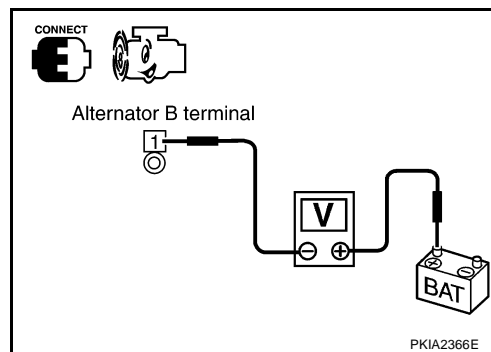 CONNECT
Alternator B terminal
1
V
− +
+ −
BAT
PKIA2366E